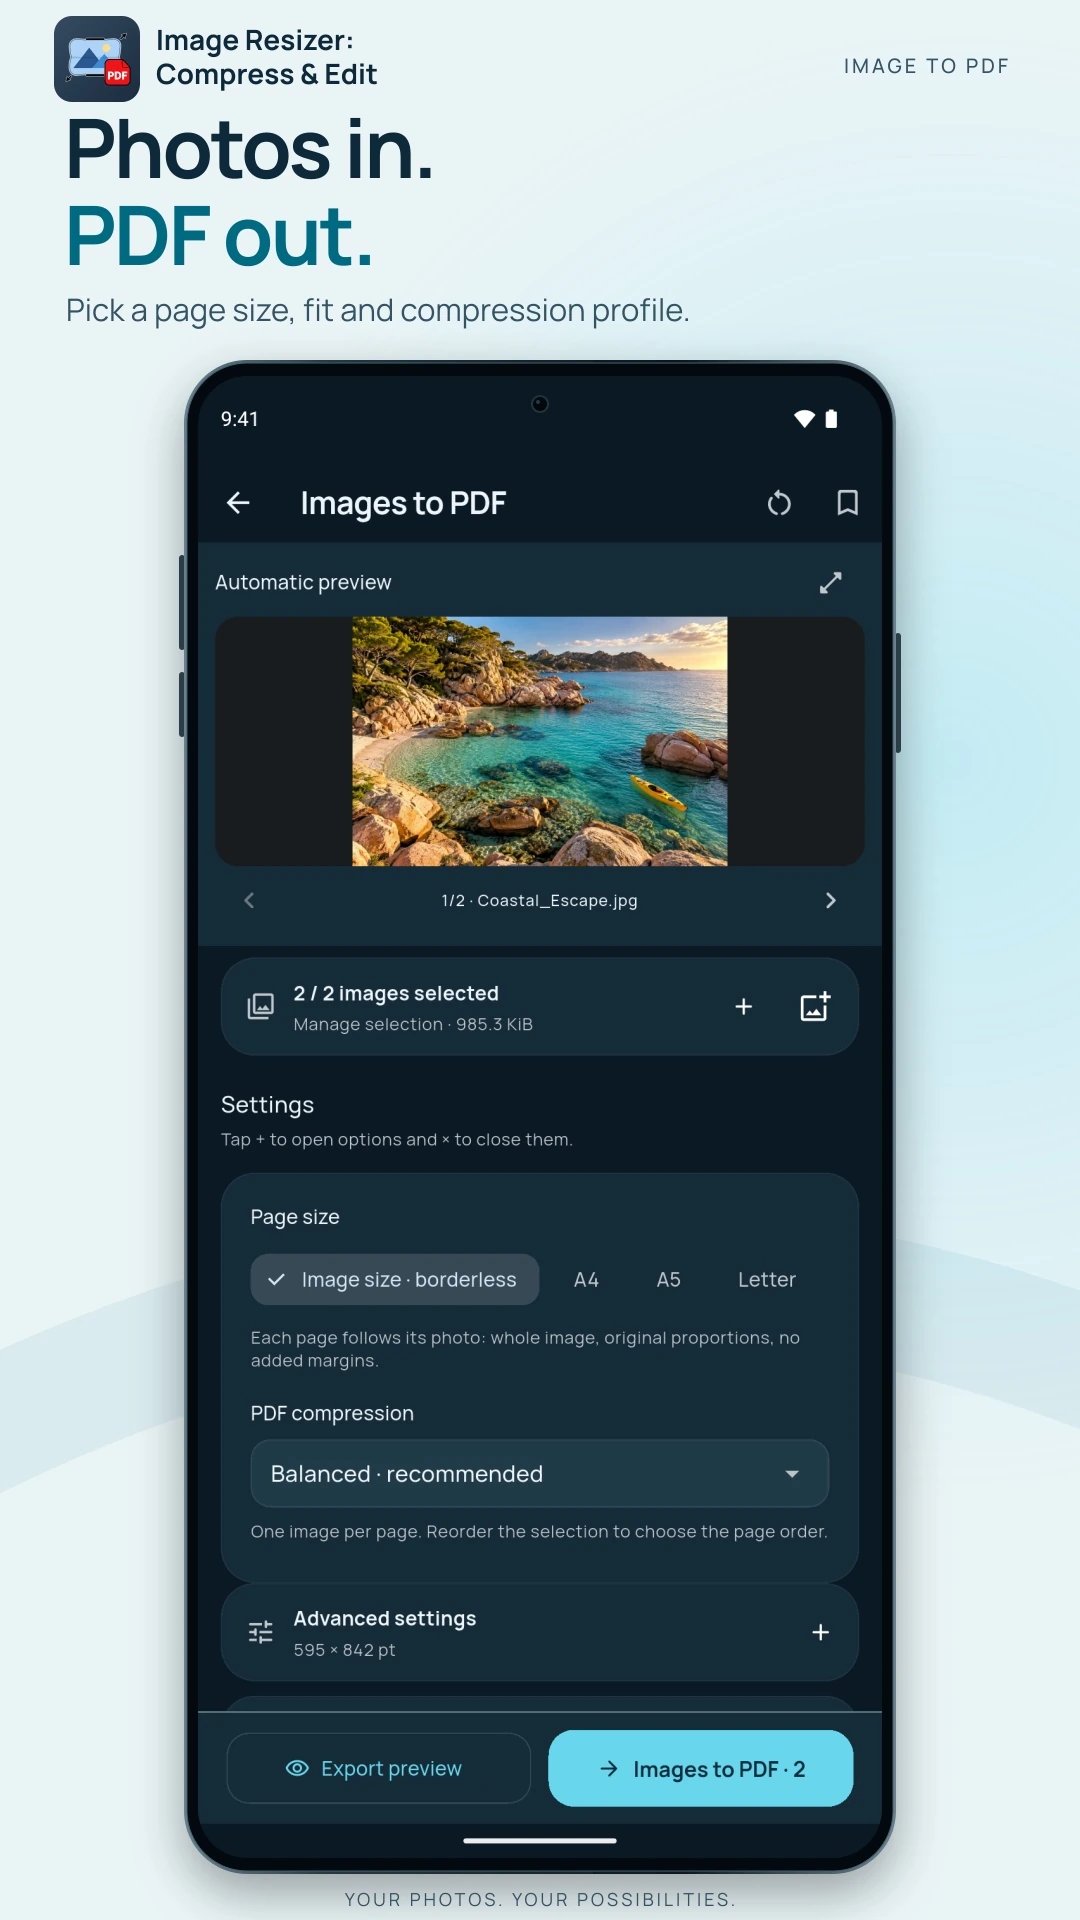 Image Resizer:
Compress & Edit
PDF
IMAGE TO PDF
Photos in.
PDF out.
Pick a page size, fit and compression profile.
9:41
Images to PDF
Automatic preview
1/2 · Coastal_Escape.jpg
2 / 2 images selected
Manage selection · 985.3 KiB
Settings
Tap + to open options and × to close them.
Page size
Image size · borderless A4 A5 Letter
Each page follows its photo: whole image, original proportions, no
added margins.
PDF compression
Balanced · recommended
One image per page. Reorder the selection to choose the page order.
Advanced settings
595 × 842 pt
Export preview
Images to PDF · 2
YOUR PHOTOS. YOUR POSSIBILITIES.